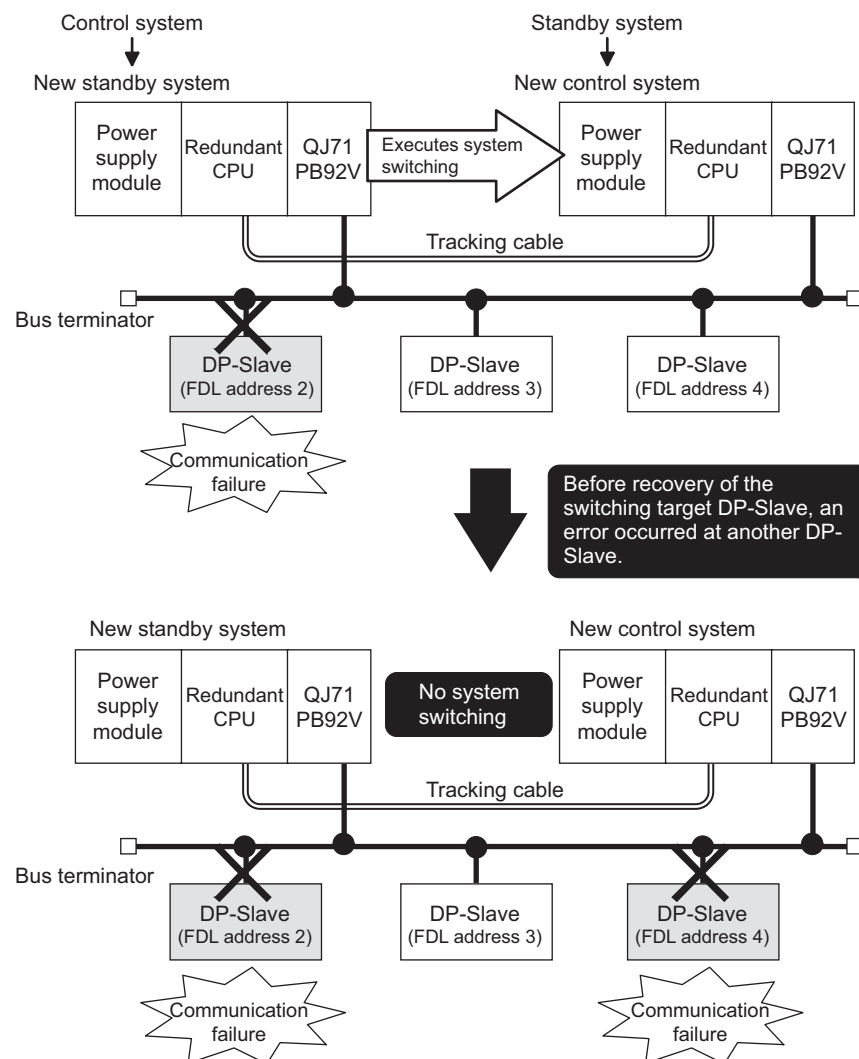 Control system
Standby system
New standby system
New control system
Power
supply
module
Redundant
CPU
QJ71
PB92V
Executes system
switching
Power
supply
module
Redundant
CPU
QJ71
PB92V
Tracking cable
Bus terminator
DP-Slave
(FDL address 2)
DP-Slave
(FDL address 3)
DP-Slave
(FDL address 4)
Communication
failure
Before recovery of the
switching target DP-Slave, an
error occurred at another DP-
Slave.
New standby system
New control system
Power
supply
module
Redundant
CPU
QJ71
PB92V
No system
switching
Power
supply
module
Redundant
CPU
QJ71
PB92V
Tracking cable
Bus terminator
DP-Slave
(FDL address 2)
DP-Slave
(FDL address 3)
DP-Slave
(FDL address 4)
Communication
failure
Communication
failure